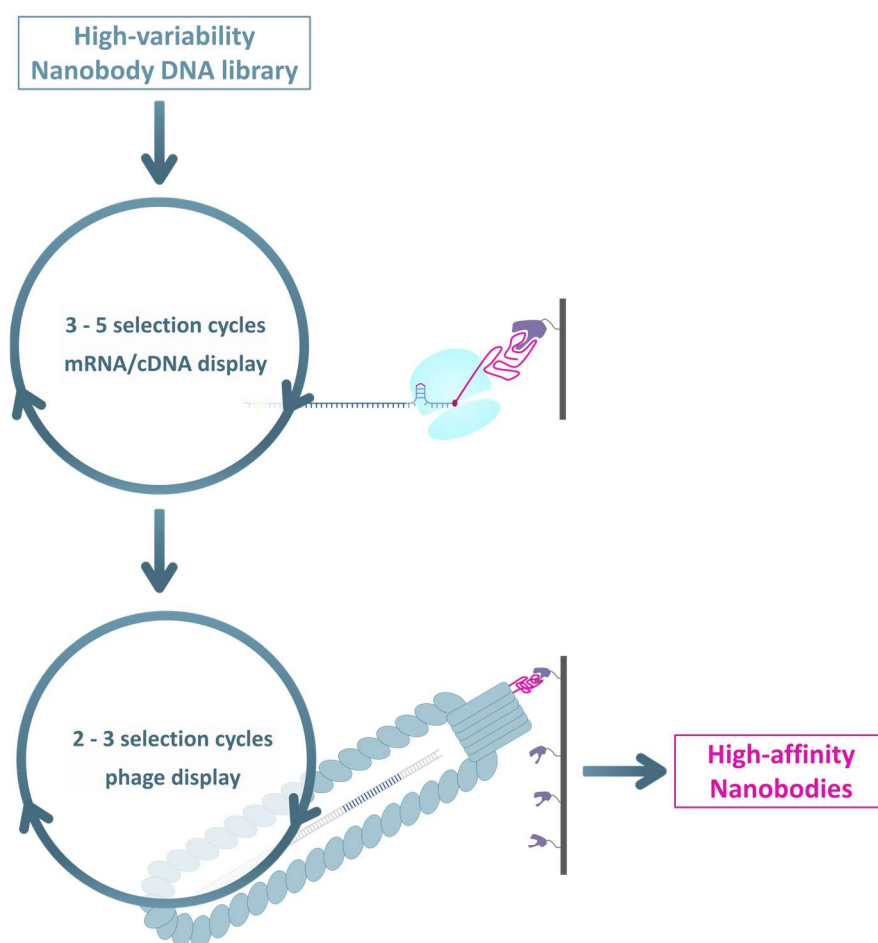 High-variability
Nanobody DNA library
3 - 5 selection cycles
mRNA/cDNA display
2 - 3 selection cycles
phage display
High-affinity
Nanobodies